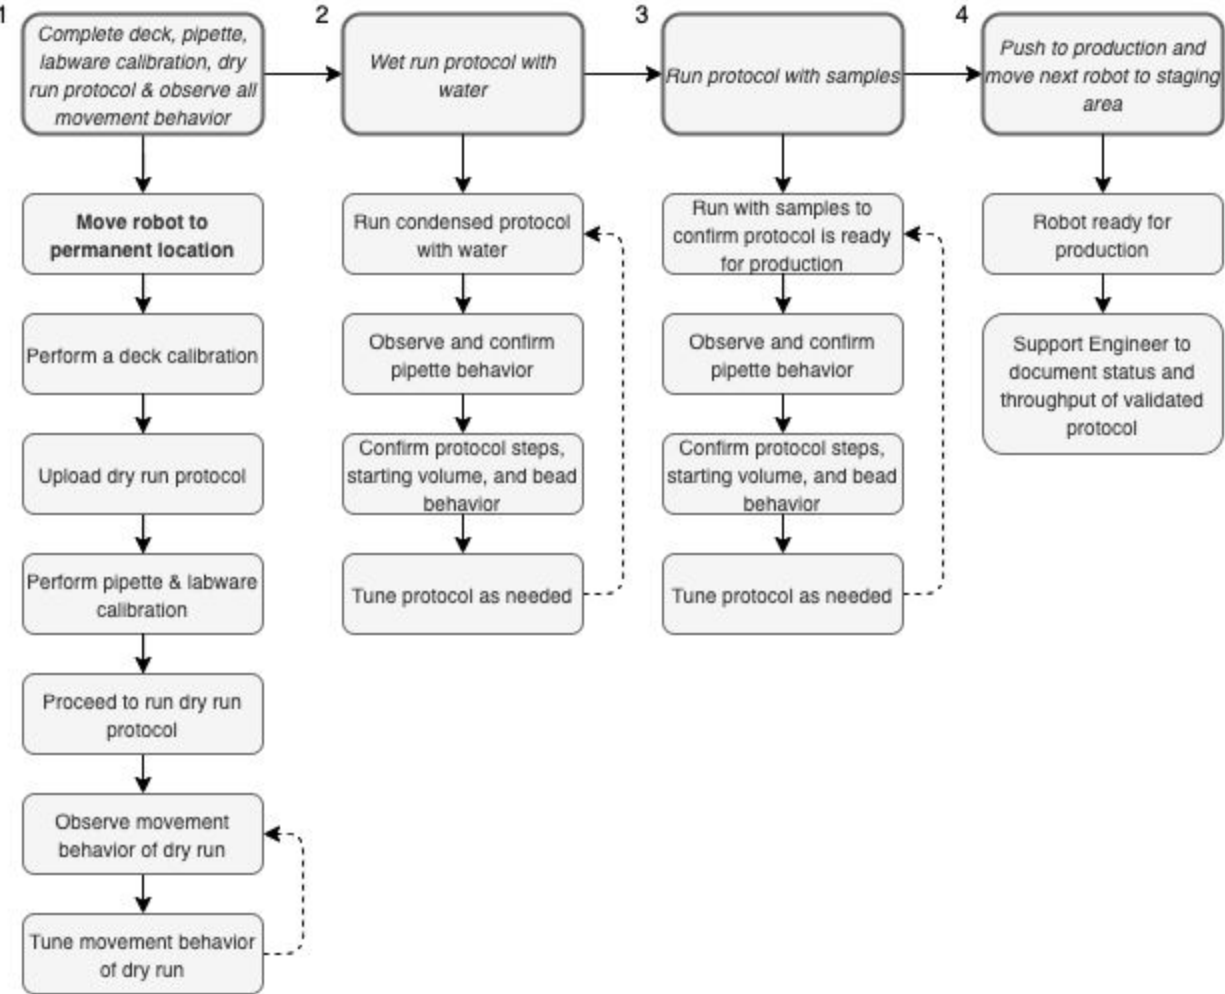 1
Complete deck, pipette,
labware calibration, dry
run protocol & observe all
movement behavior
Move robot to
permanent location
Perform a deck calibration
Upload dry run protocol
Perform pipette & labware
calibration
Proceed to run dry run
protocol
Observe movement
behavior of dry run
Tune movement behavior
of dry run
2
Wet run protocol with
water
Run condensed protocol
with water
Observe and confirm
pipette behavior
Confirm protocol steps,
starting volume, and bead
behavior
Tune protocol as needed
3
Run protocol with samples
Run with samples to
confirm protocol is ready
for production
Observe and confirm
pipette behavior
Confirm protocol steps,
starting volume, and bead
behavior
Tune protocol as needed
4
Push to production and
move next robot to staging
area
Robot ready for
production
Support Engineer to
document status and
throughput of validated
protocol